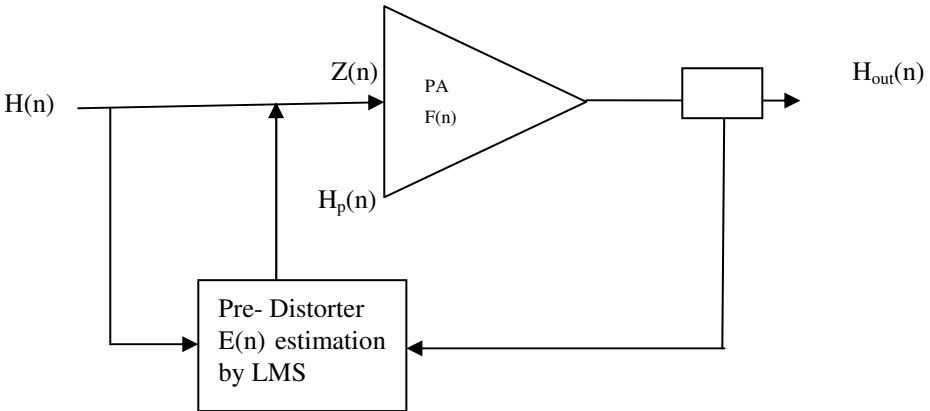 Z(n)
H(n)
PA
F(n)
H_out(n)
H_p(n)
Pre- Distorter
E(n) estimation
by LMS